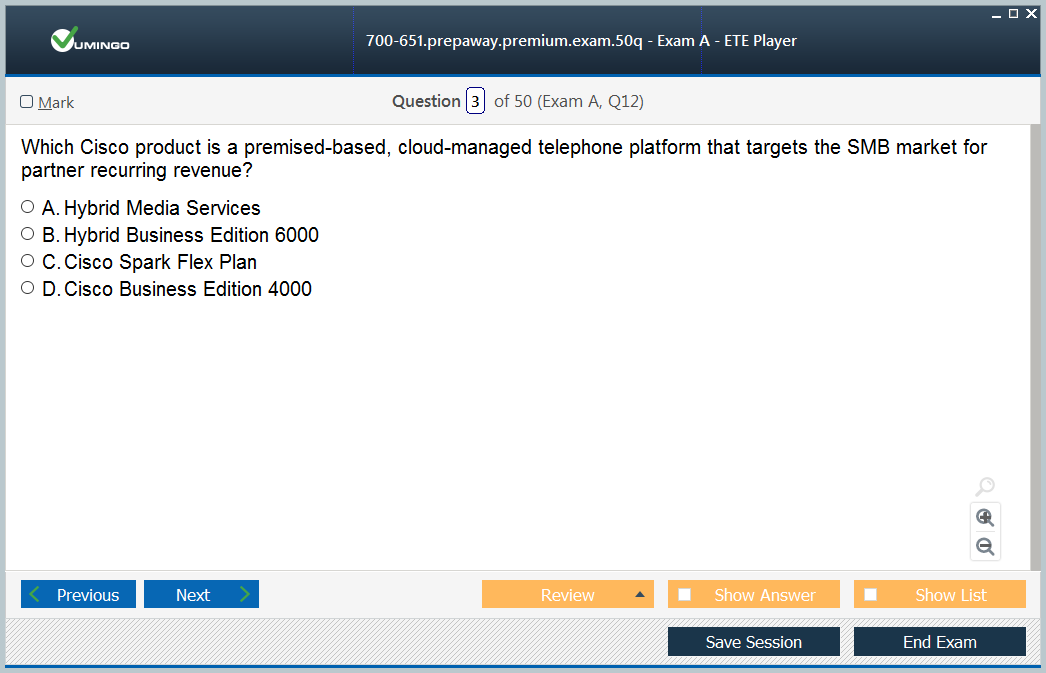 VUMINGO
700-651.prepaway.premium.exam.50q - Exam A - ETE Player
Mark
Question 3 of 50 (Exam A, Q12)
Which Cisco product is a premised-based, cloud-managed telephone platform that targets the SMB market for
partner recurring revenue?
A. Hybrid Media Services
B. Hybrid Business Edition 6000
C. Cisco Spark Flex Plan
D. Cisco Business Edition 4000
Previous Next Review Show Answer Show List
Save Session End Exam